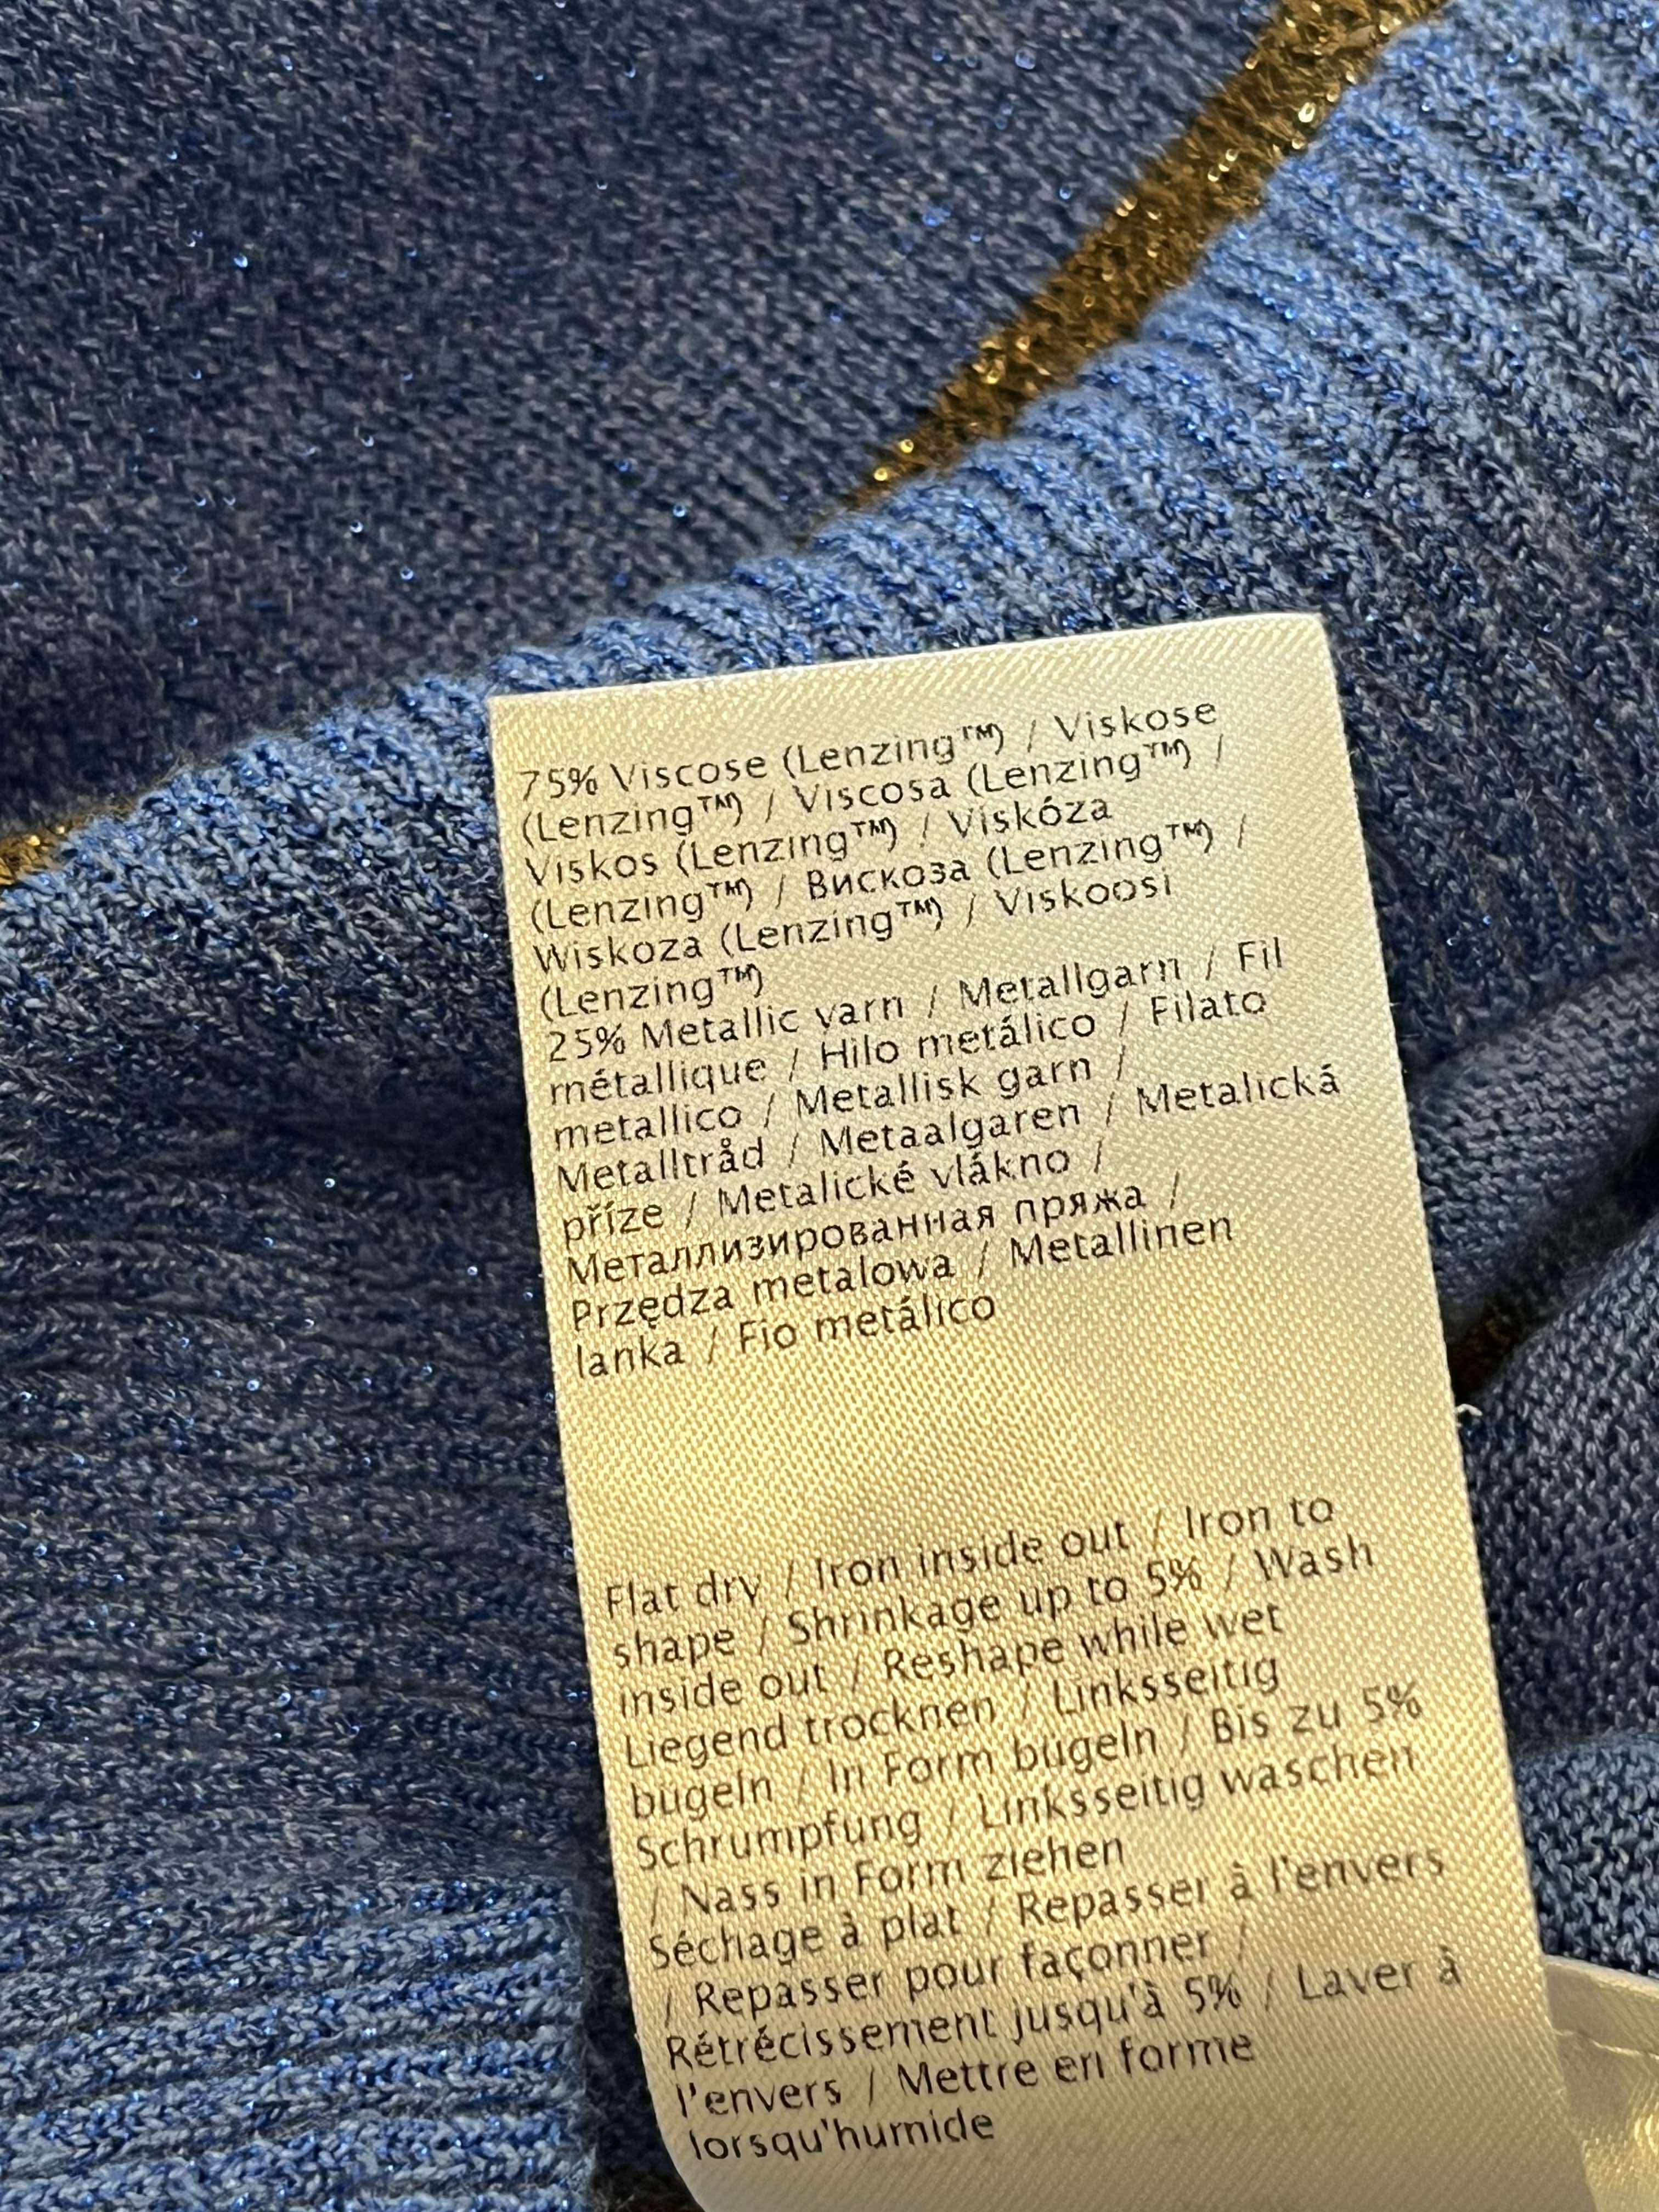 75% Viscose (Lenzing™) / Viskose
(Lenzing™) / Viscosa (Lenzing™) /
Viskos (Lenzing™) / Viskóza
(Lenzing™) / Вискоза (Lenzing™) /
Wiskoza (Lenzing™) / Viskoosi
(Lenzing™)
25% Metallic yarn / Metallgarn / Fil
métallique / Hilo metálico / Filato
metallico / Metallisk garn /
Metalltråd / Metaalgaren / Metalická
příze / Metalické vlákno /
Металлизированная пряжа /
Przędza metalowa / Metallinen
lanka / Fio metálico
Flat dry / Iron inside out / Iron to
shape / Shrinkage up to 5% / Wash
inside out / Reshape while wet
Liegend trocknen / Linksseitig
bügeln / In Form bügeln / Bis zu 5%
Schrumpfung / Linksseitig waschen
/ Nass in Form ziehen
Séchage à plat / Repasser à l'envers
/ Repasser pour façonner /
Rétrécissement jusqu'à 5% / Laver à
l'envers / Mettre en forme
lorsqu'humide